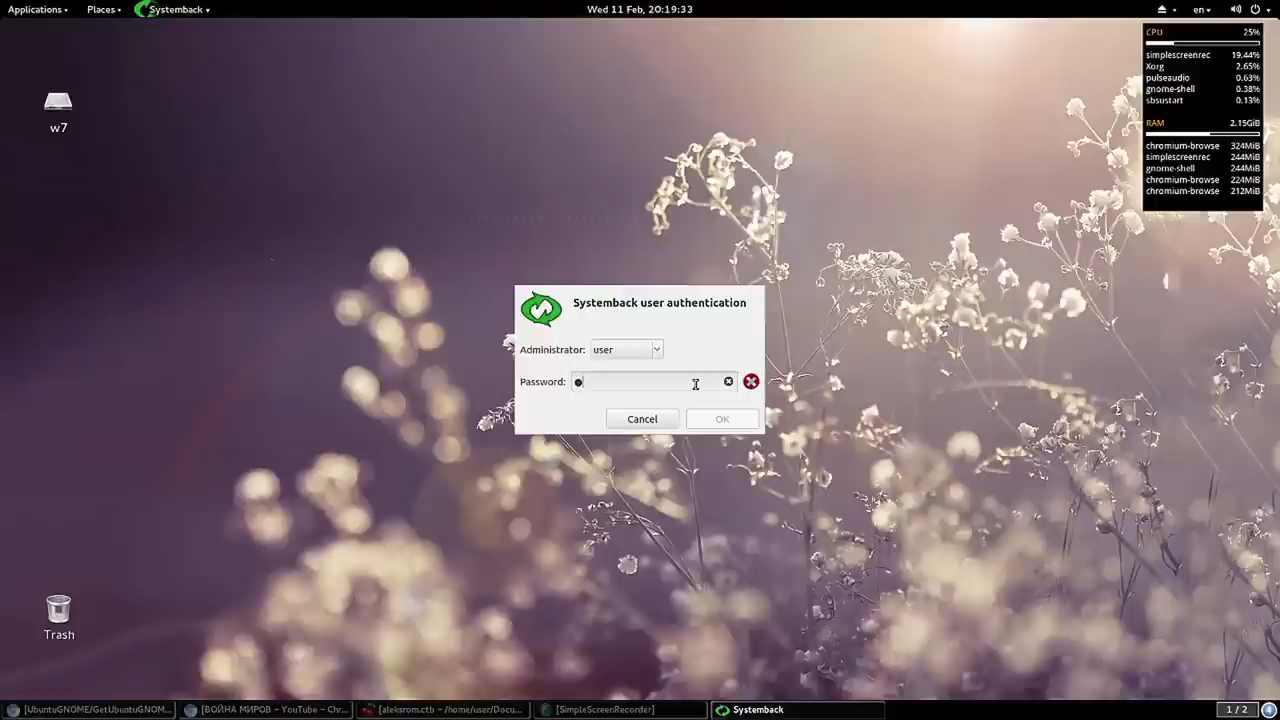 Applications Places Systemback Wed 11 Feb, 20:19:33 en
CPU 25%
simplescreenrec 19.44%
Xorg 2.65%
pulseaudio 0.63%
gnome-shell 0.38%
sbsustart 0.13%
RAM 2.15GiB
chromium-browse 324MiB
simplescreenrec 244MiB
gnome-shell 244MiB
chromium-browse 224MiB
chromium-browse 212MiB
w7
Systemback user authentication
Administrator: user
Password:
Cancel OK
Trash
[UbuntuGNOME/GetUbuntuGNOM... [ВОЙНА МИРОВ – YouTube – Chr... [aleksrom.ctb – /home/user/Docu... [SimpleScreenRecorder] Systemback 1 / 2 4